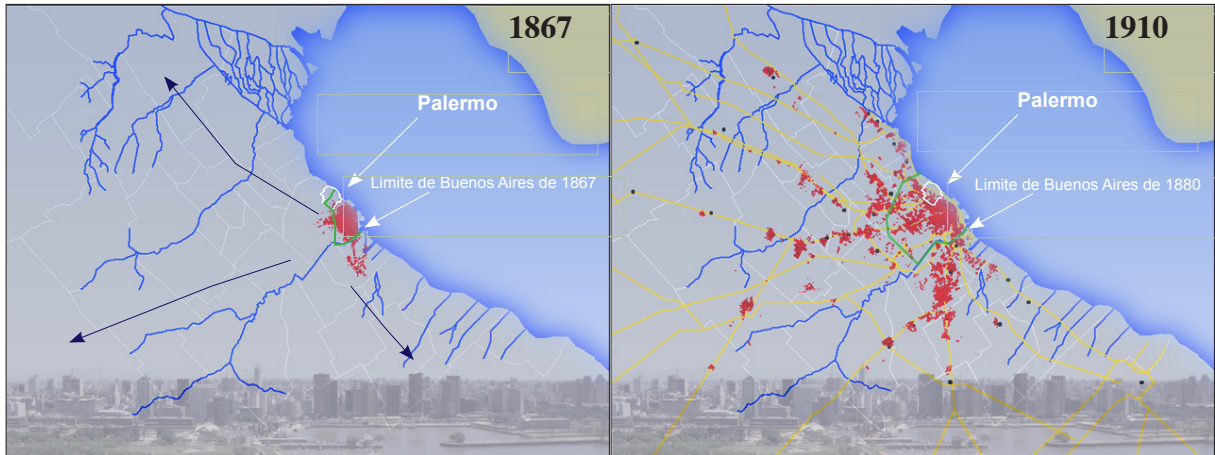 1867
Palermo
Limite de Buenos Aires de 1867
1910
Palermo
Limite de Buenos Aires de 1880